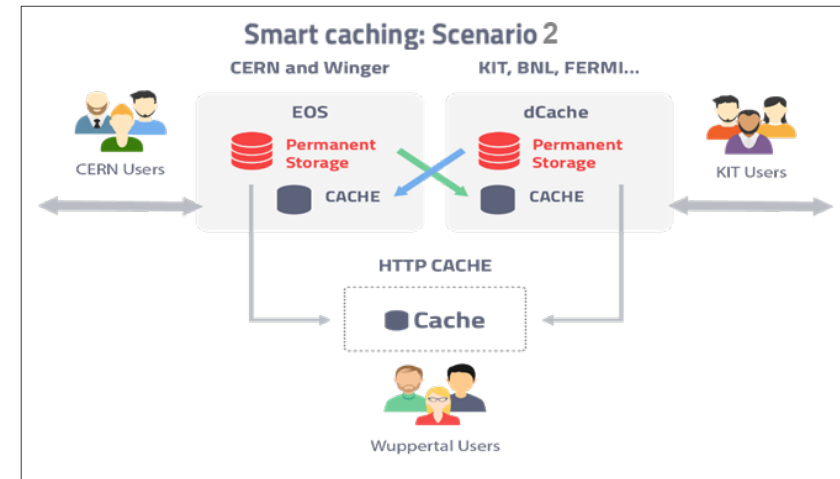 Smart caching: Scenario 2
CERN and Winger
KIT, BNL, FERMI...
EOS
dCache
Permanent
Storage
Permanent
Storage
CERN Users
KIT Users
CACHE
CACHE
HTTP CACHE
Cache
Wuppertal Users